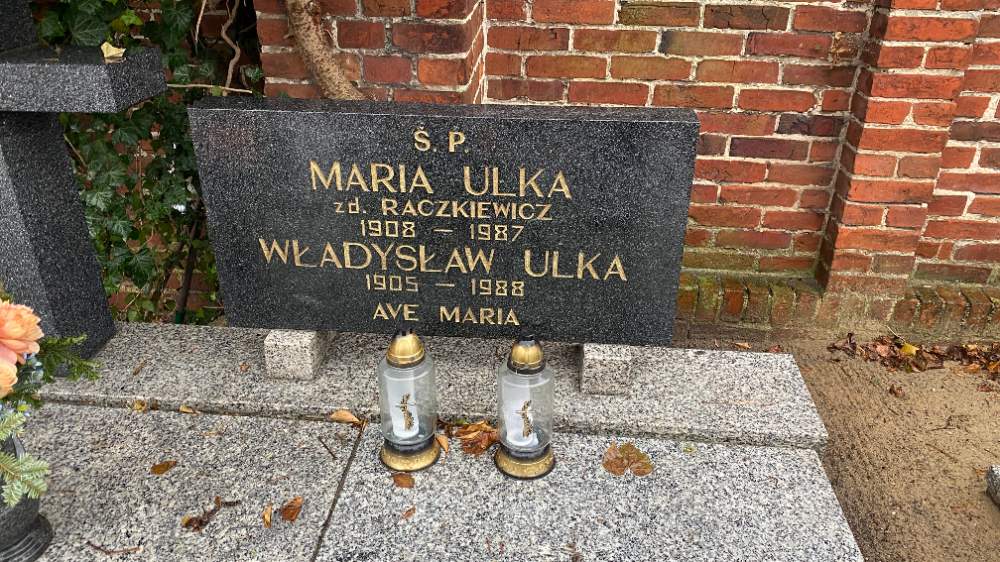 Ś. P.
MARIA ULKA
zd. RACZKIEWICZ
1908 – 1987
WŁADYSŁAW ULKA
1905 – 1988
AVE MARIA